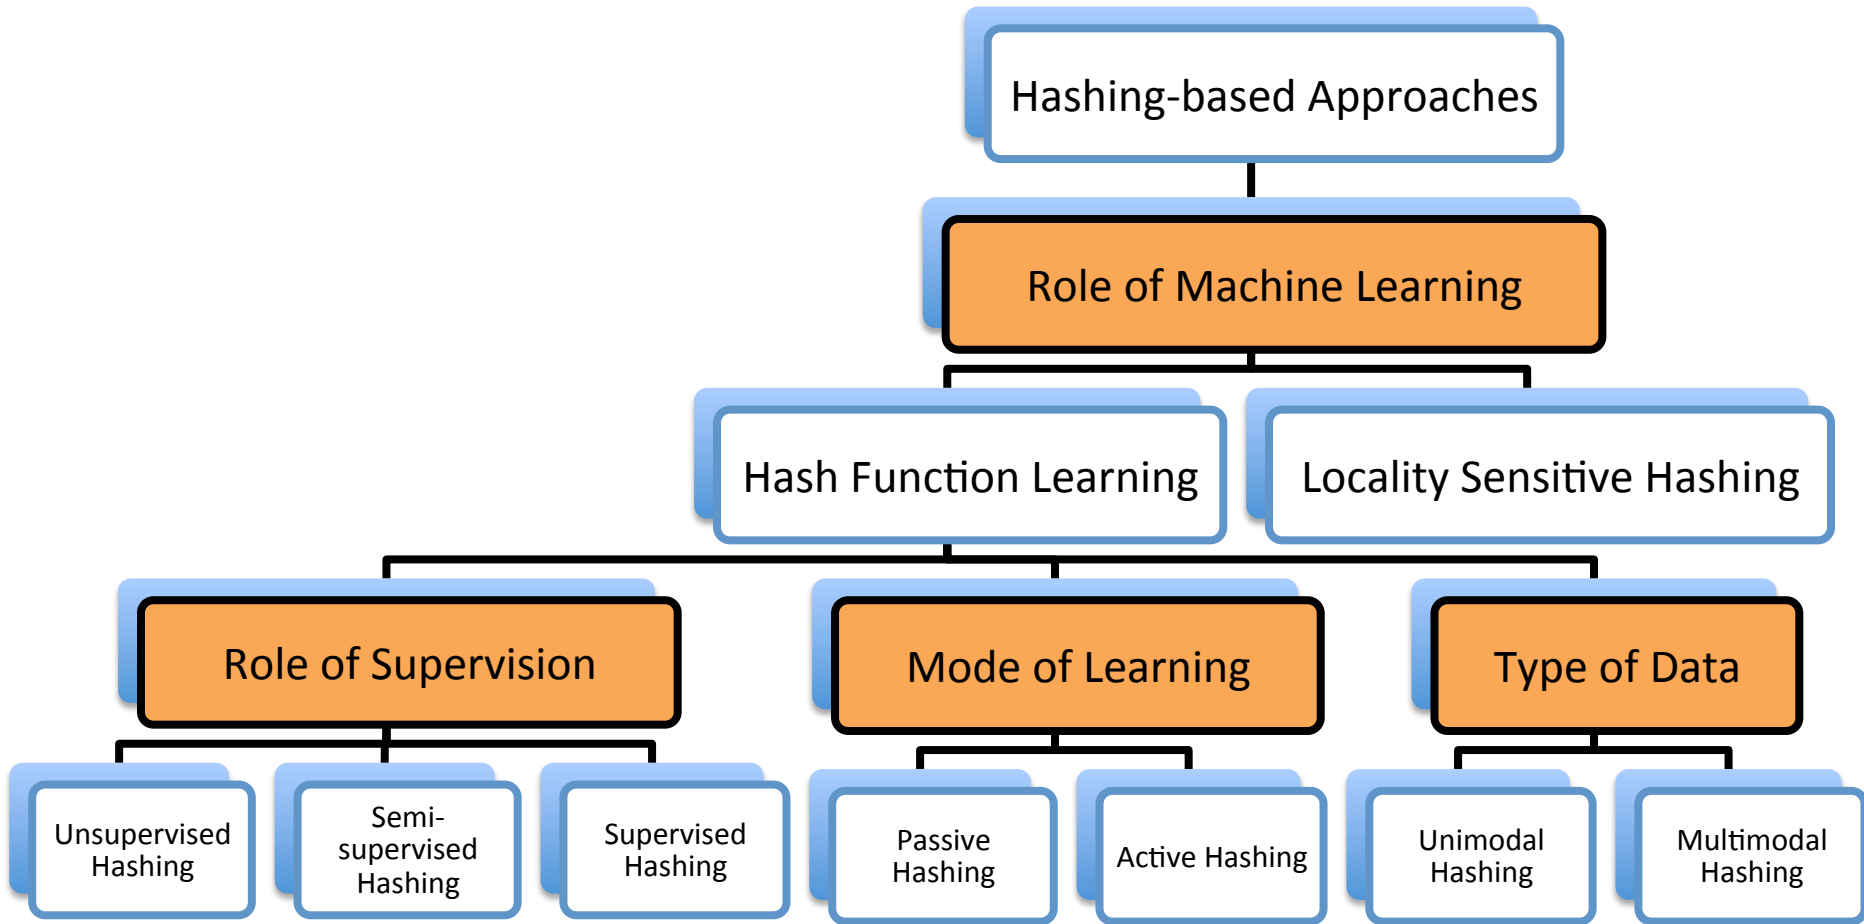 Hashing-based Approaches
Role of Machine Learning
Hash Function Learning
Locality Sensitive Hashing
Role of Supervision
Mode of Learning
Type of Data
Unsupervised
Hashing
Semi-
supervised
Hashing
Supervised
Hashing
Passive
Hashing
Active Hashing
Unimodal
Hashing
Multimodal
Hashing